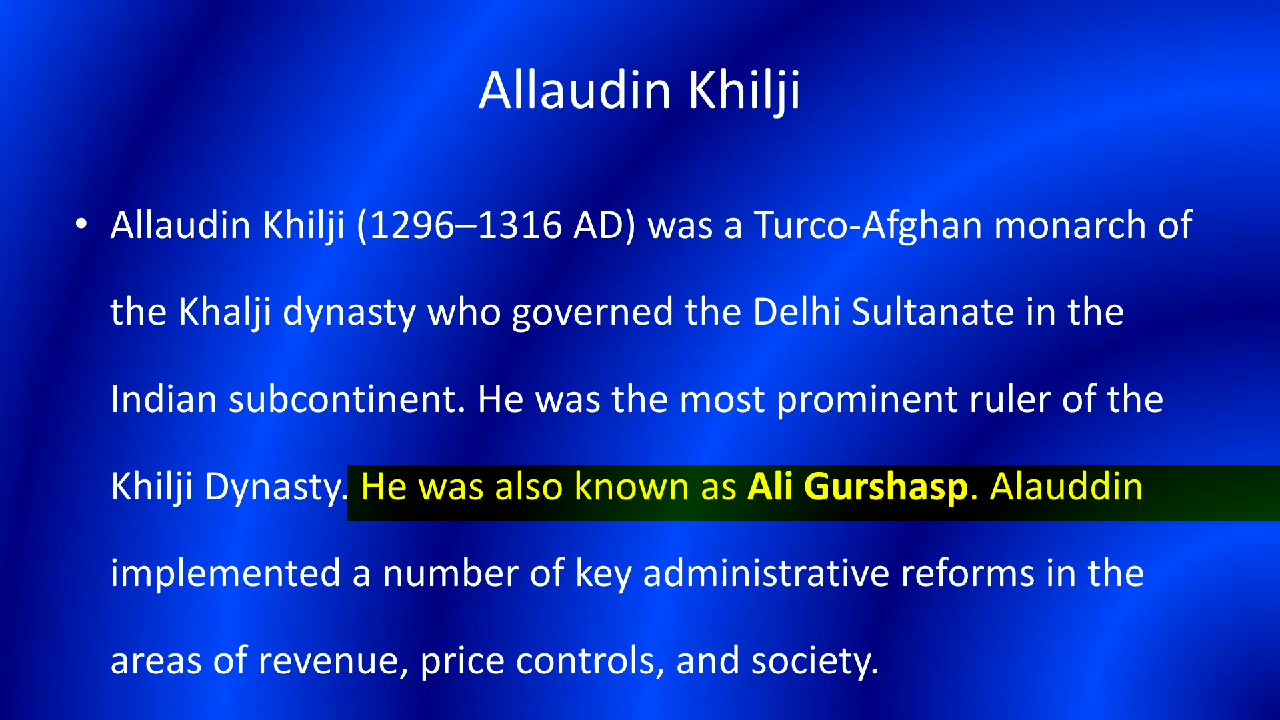 Allaudin Khilji
• Allaudin Khilji (1296–1316 AD) was a Turco-Afghan monarch of
the Khalji dynasty who governed the Delhi Sultanate in the
Indian subcontinent. He was the most prominent ruler of the
Khilji Dynasty. He was also known as Ali Gurshasp. Alauddin
implemented a number of key administrative reforms in the
areas of revenue, price controls, and society.